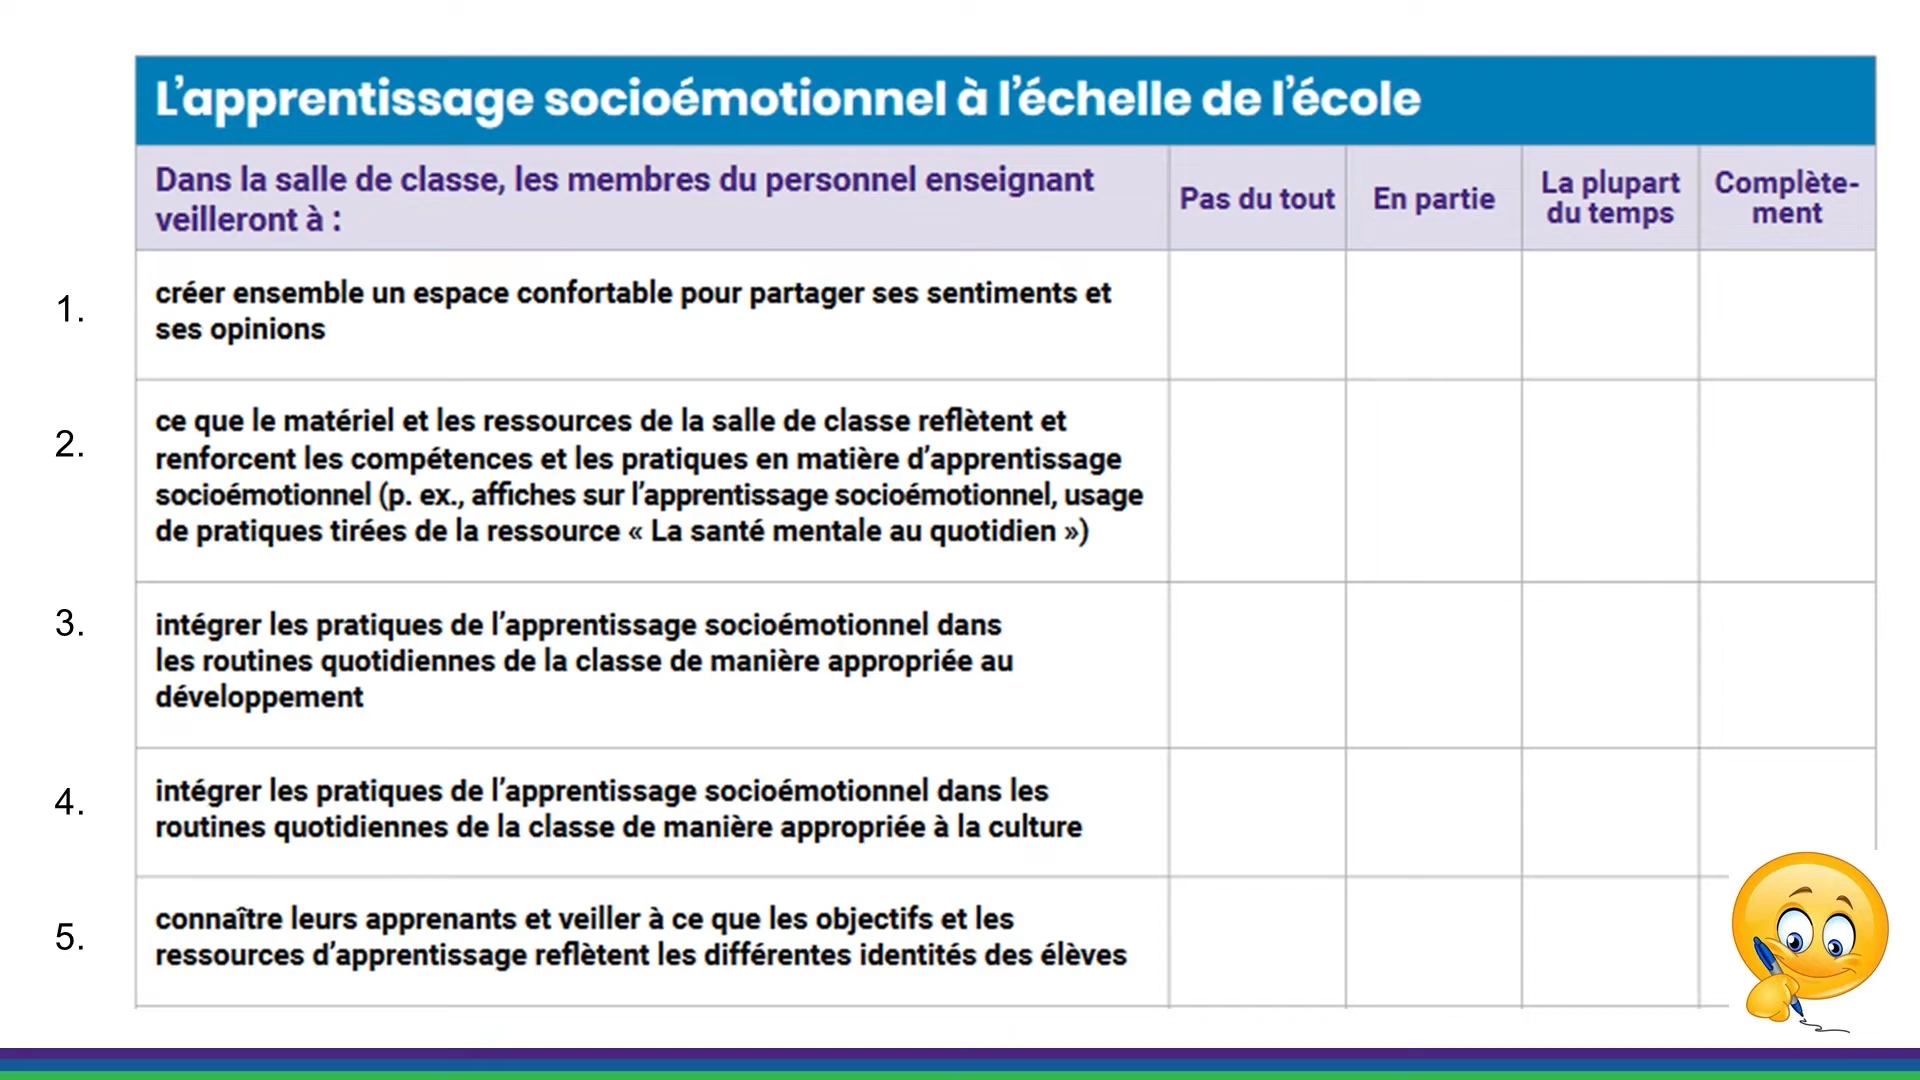 L’apprentissage socioémotionnel à l’échelle de l’école
Dans la salle de classe, les membres du personnel enseignant
veilleront à :
Pas du tout
En partie
La plupart
du temps
Complète-
ment
1.
créer ensemble un espace confortable pour partager ses sentiments et
ses opinions
2.
ce que le matériel et les ressources de la salle de classe reflètent et
renforcent les compétences et les pratiques en matière d’apprentissage
socioémotionnel (p. ex., affiches sur l’apprentissage socioémotionnel, usage
de pratiques tirées de la ressource « La santé mentale au quotidien »)
3.
intégrer les pratiques de l’apprentissage socioémotionnel dans
les routines quotidiennes de la classe de manière appropriée au
développement
4.
intégrer les pratiques de l’apprentissage socioémotionnel dans les
routines quotidiennes de la classe de manière appropriée à la culture
5.
connaître leurs apprenants et veiller à ce que les objectifs et les
ressources d’apprentissage reflètent les différentes identités des élèves